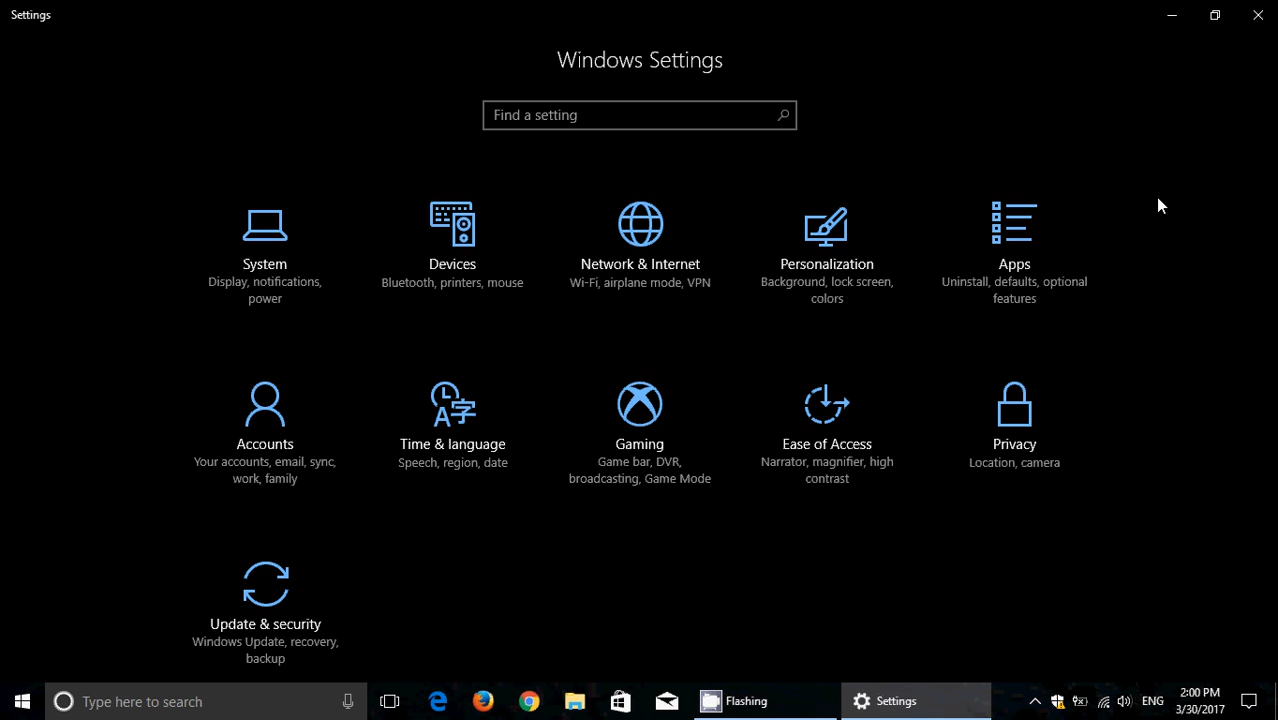 Settings
Windows Settings
Find a setting
System
Display, notifications,
power
Devices
Bluetooth, printers, mouse
Network & Internet
Wi-Fi, airplane mode, VPN
Personalization
Background, lock screen,
colors
Apps
Uninstall, defaults, optional
features
Accounts
Your accounts, email, sync,
work, family
Time & language
Speech, region, date
Gaming
Game bar, DVR,
broadcasting, Game Mode
Ease of Access
Narrator, magnifier, high
contrast
Privacy
Location, camera
Update & security
Windows Update, recovery,
backup
Type here to search
Flashing
Settings
ENG
2:00 PM
3/30/2017